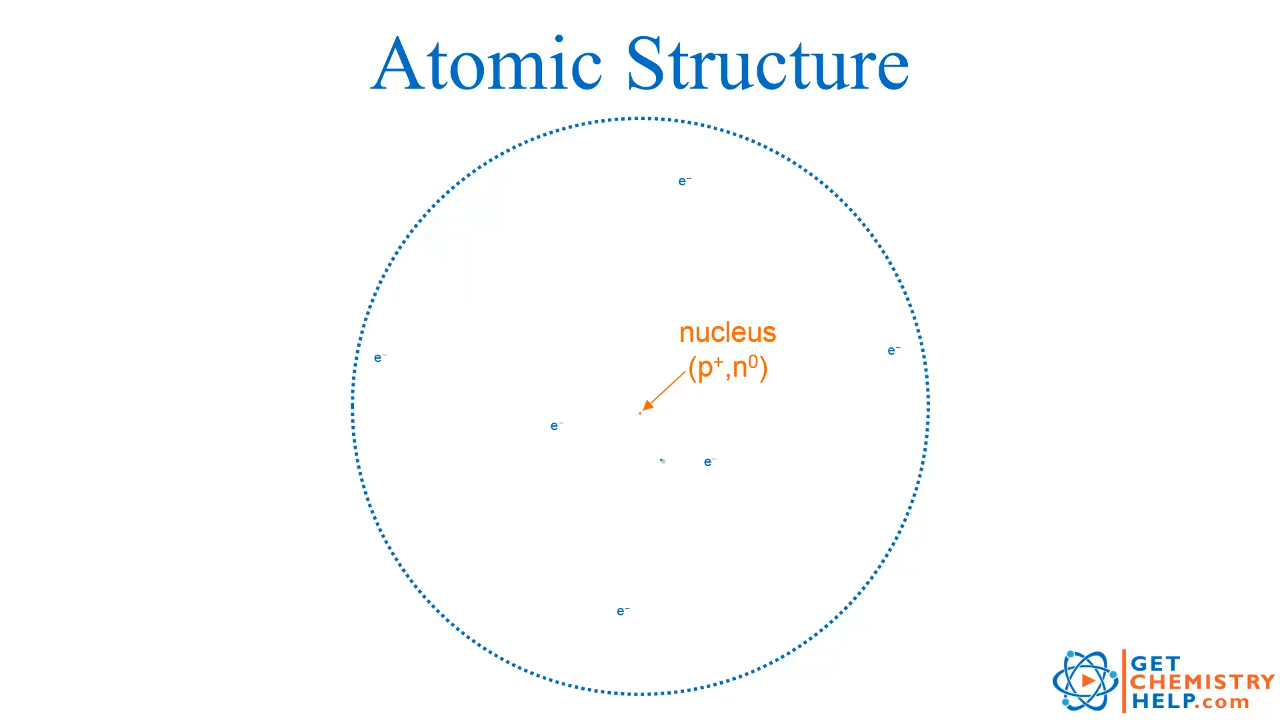 Atomic Structure
e⁻
nucleus
(p⁺,n⁰)
e⁻
e⁻
e⁻
e⁻
e⁻
GET
CHEMISTRY
HELP.com